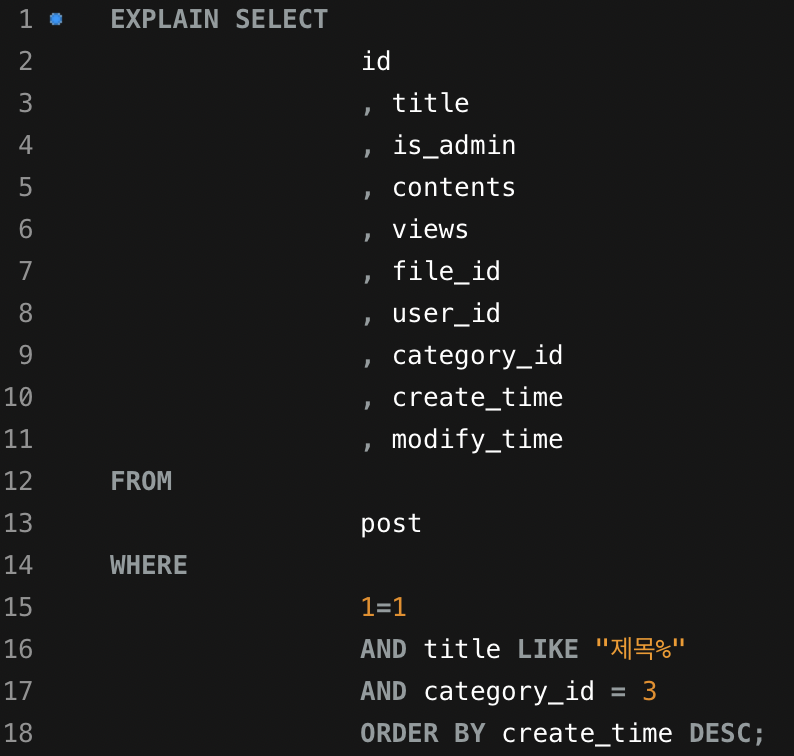 1 EXPLAIN SELECT
2 id
3 , title
4 , is_admin
5 , contents
6 , views
7 , file_id
8 , user_id
9 , category_id
10 , create_time
11 , modify_time
12 FROM
13 post
14 WHERE
15 1=1
16 AND title LIKE "제목%"
17 AND category_id = 3
18 ORDER BY create_time DESC;